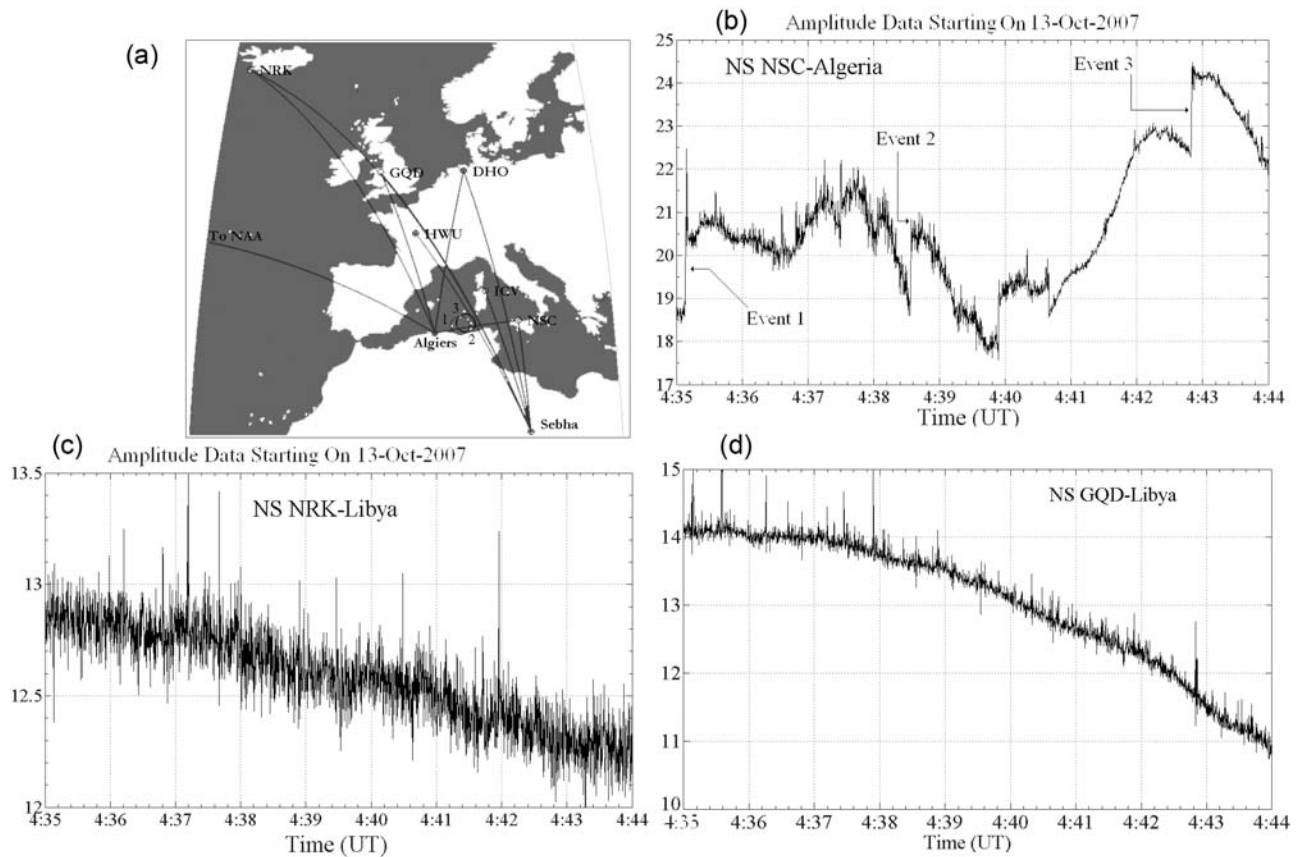 (a)
NRK
GQD
DHO
HWU
To NAA
ICV
3
1
NSC
Algiers
2
Sebha
(b)
Amplitude Data Starting On 13-Oct-2007
25
24
23
22
21
20
19
18
17
NS NSC-Algeria
Event 3
Event 2
Event 1
4:35 4:36 4:37 4:38 4:39 4:40 4:41 4:42 4:43 4:44
Time (UT)
(c)
Amplitude Data Starting On 13-Oct-2007
13.5
13
12.5
12
NS NRK-Libya
4:35 4:36 4:37 4:38 4:39 4:40 4:41 4:42 4:43 4:44
Time (UT)
(d)
15
14
13
12
11
10
NS GQD-Libya
4:35 4:36 4:37 4:38 4:39 4:40 4:41 4:42 4:43 4:44
Time (UT)